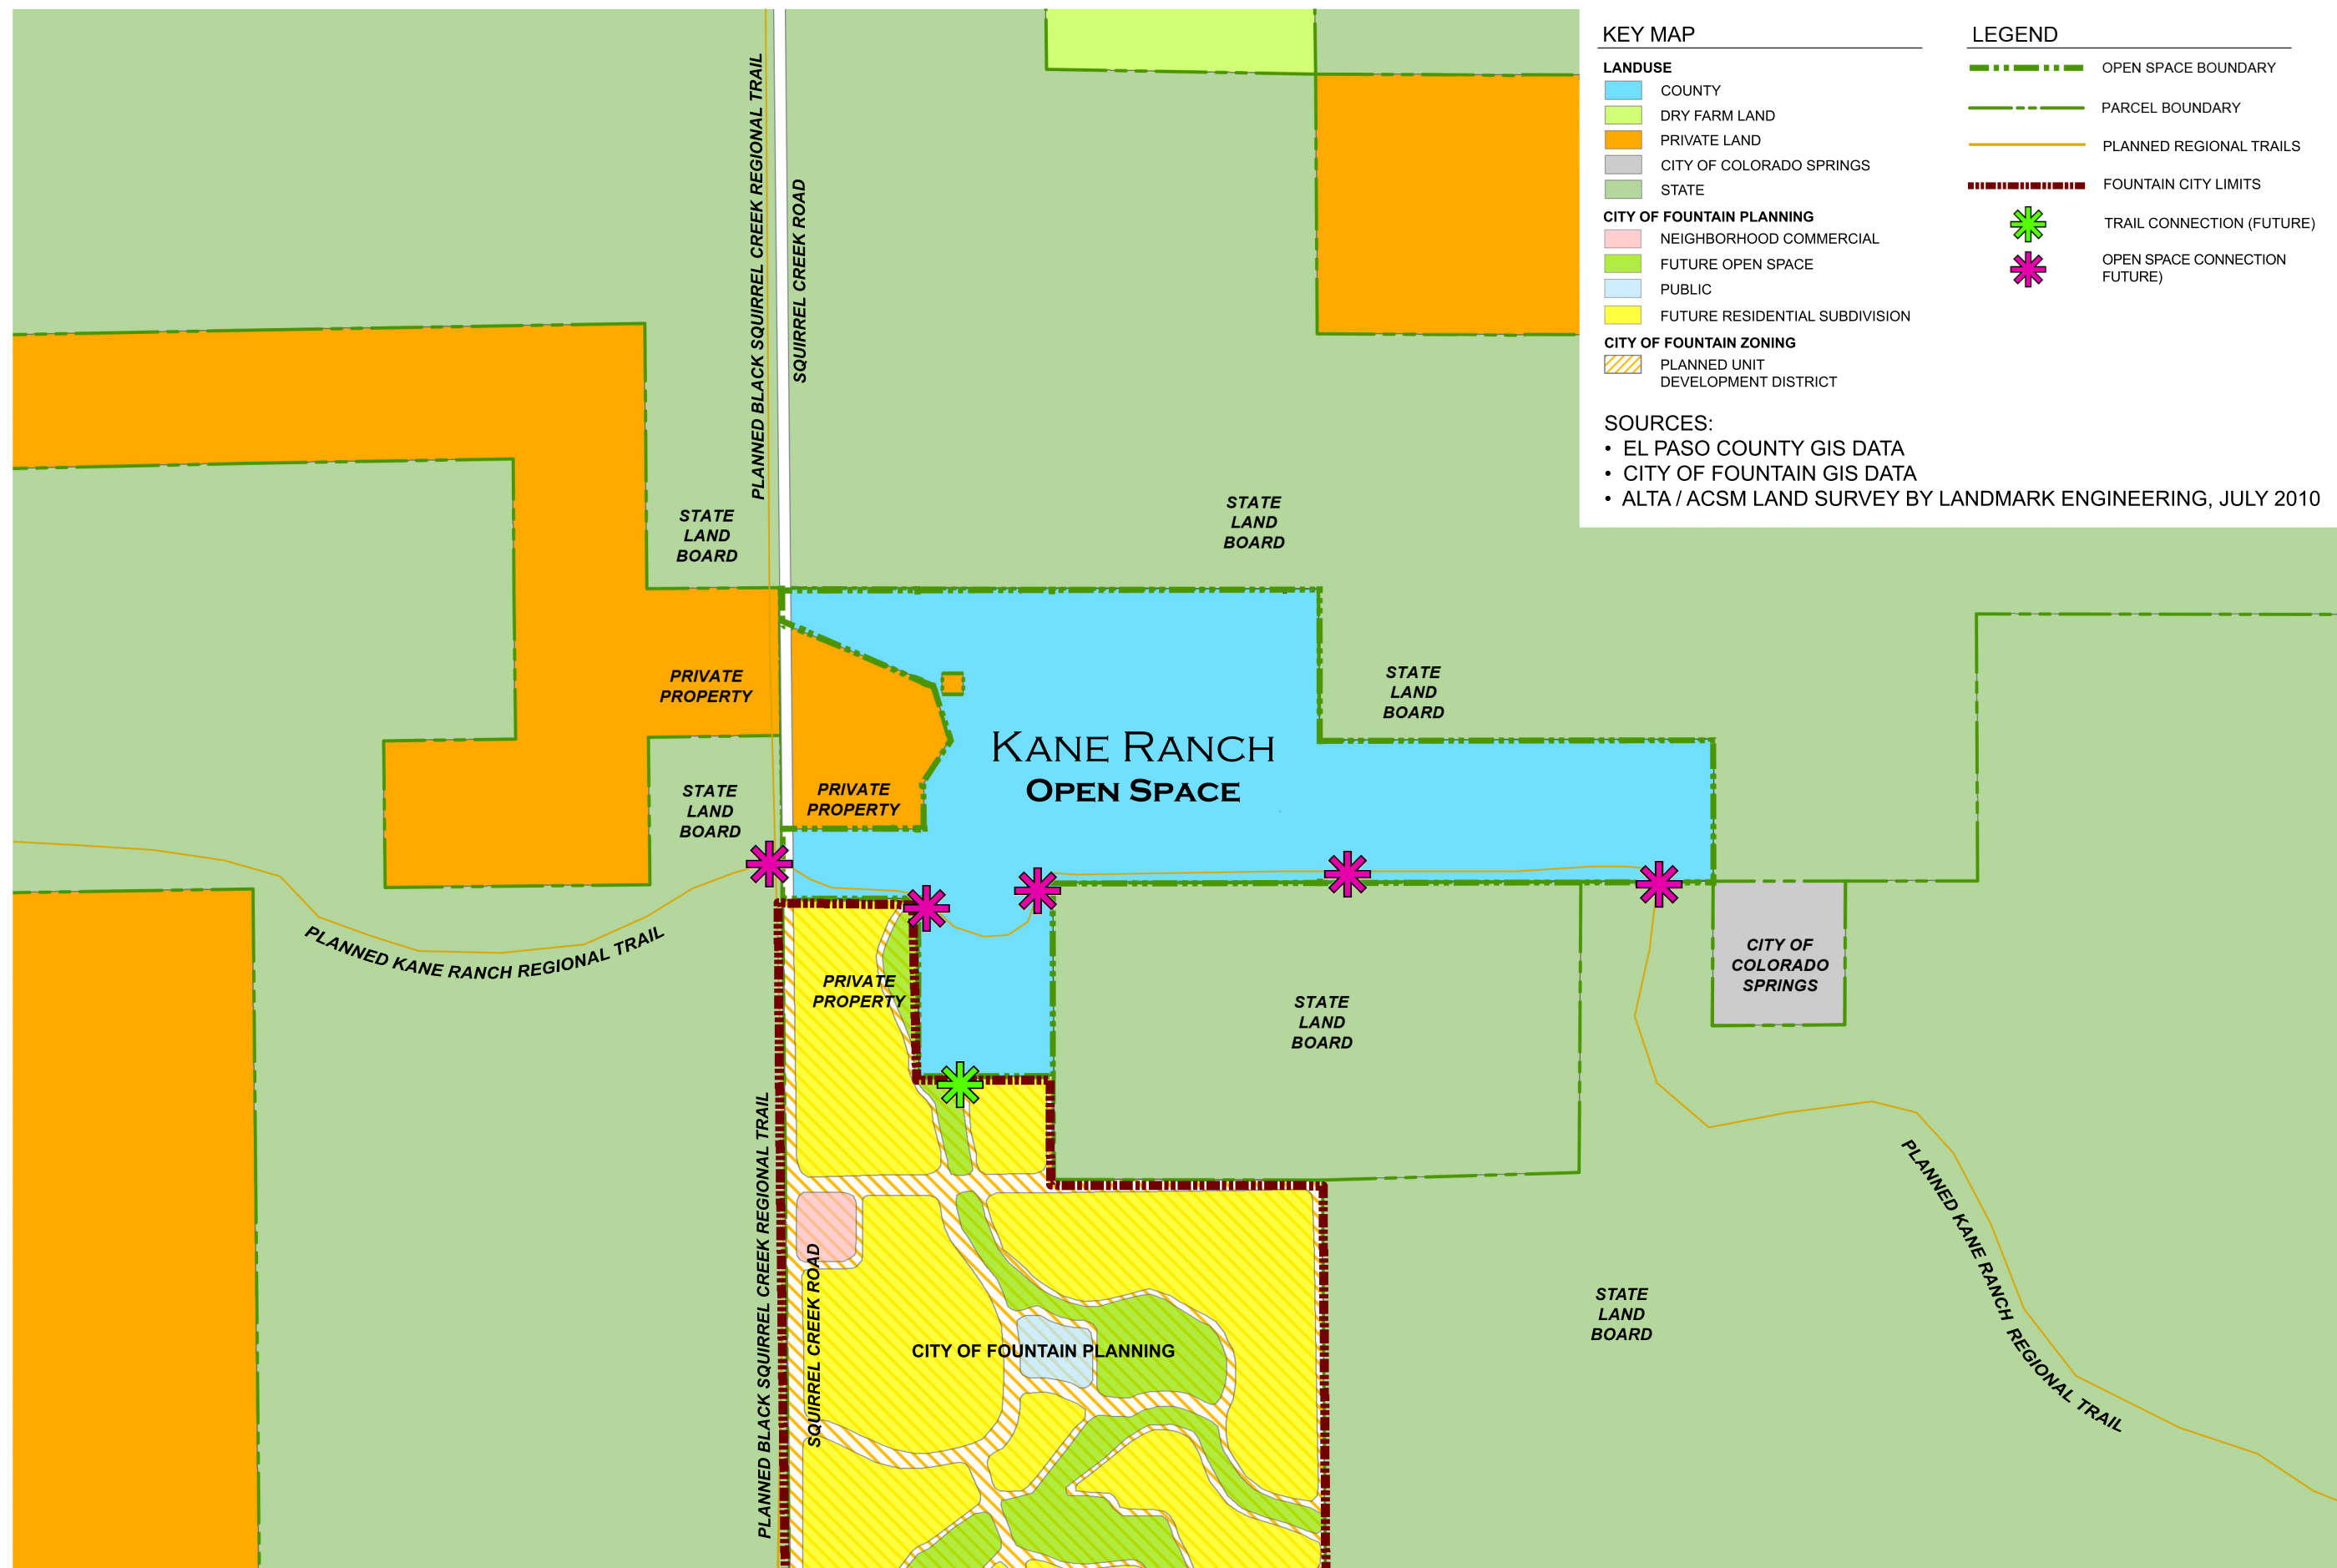 KEY MAP
LANDUSE
COUNTY
DRY FARM LAND
PRIVATE LAND
CITY OF COLORADO SPRINGS
STATE
CITY OF FOUNTAIN PLANNING
NEIGHBORHOOD COMMERCIAL
FUTURE OPEN SPACE
PUBLIC
FUTURE RESIDENTIAL SUBDIVISION
CITY OF FOUNTAIN ZONING
PLANNED UNIT
DEVELOPMENT DISTRICT
LEGEND
OPEN SPACE BOUNDARY
PARCEL BOUNDARY
PLANNED REGIONAL TRAILS
FOUNTAIN CITY LIMITS
TRAIL CONNECTION (FUTURE)
OPEN SPACE CONNECTION
FUTURE)
SOURCES:
• EL PASO COUNTY GIS DATA
• CITY OF FOUNTAIN GIS DATA
• ALTA / ACSM LAND SURVEY BY LANDMARK ENGINEERING, JULY 2010
PLANNED BLACK SQUIRREL CREEK REGIONAL TRAIL
SQUIRREL CREEK ROAD
STATE
LAND
BOARD
STATE
LAND
BOARD
PRIVATE
PROPERTY
STATE
LAND
BOARD
KANE RANCH
OPEN SPACE
STATE
LAND
BOARD
PRIVATE
PROPERTY
PLANNED KANE RANCH REGIONAL TRAIL
PRIVATE
PROPERTY
STATE
LAND
BOARD
CITY OF
COLORADO
SPRINGS
PLANNED BLACK SQUIRREL CREEK REGIONAL TRAIL
SQUIRREL CREEK ROAD
CITY OF FOUNTAIN PLANNING
STATE
LAND
BOARD
PLANNED KANE RANCH REGIONAL TRAIL